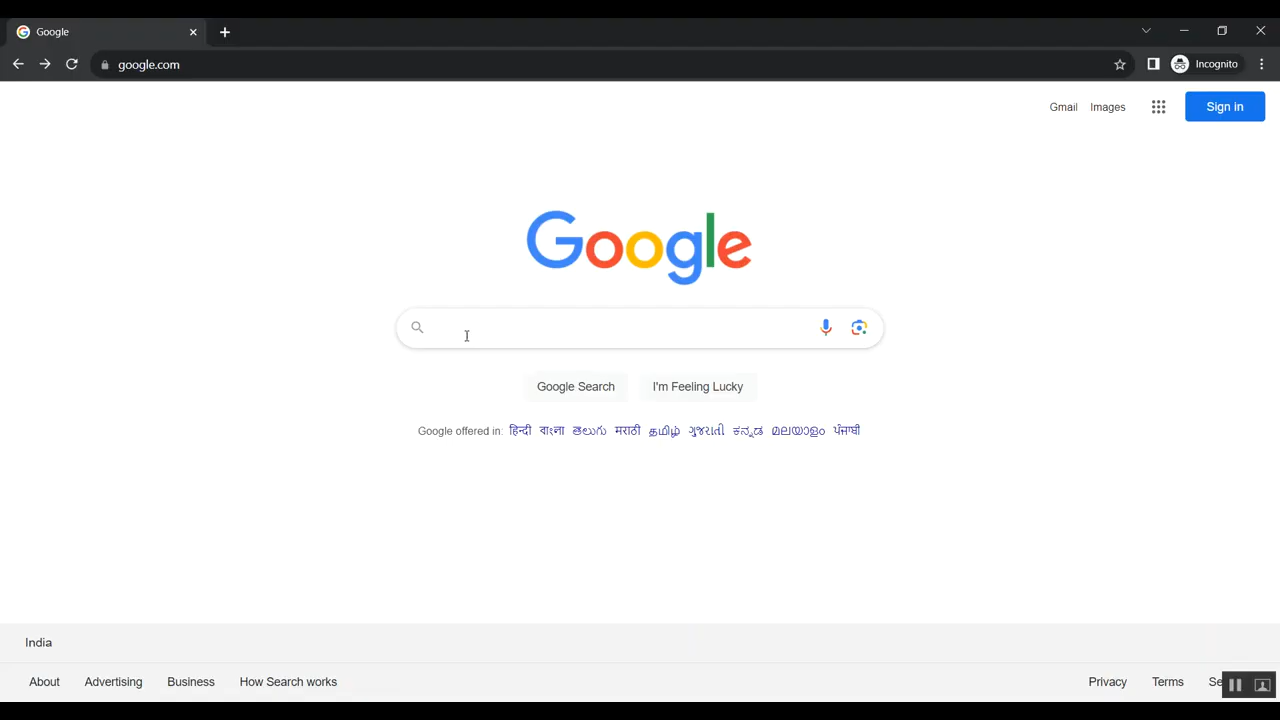 Google
google.com
Incognito
Gmail Images
Sign in
Google
Google Search I'm Feeling Lucky
Google offered in: हिन्दी বাংলা తెలుగు मराठी தமிழ் ગુજરાતી ಕನ್ನಡ മലയാളം ਪੰਜਾਬੀ
India
About Advertising Business How Search works Privacy Terms Se